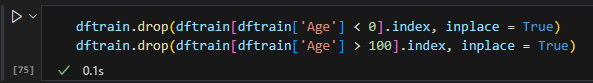 dftrain.drop(dftrain[dftrain['Age'] < 0].index, inplace = True)
dftrain.drop(dftrain[dftrain['Age'] > 100].index, inplace = True)
[75]
0.1s